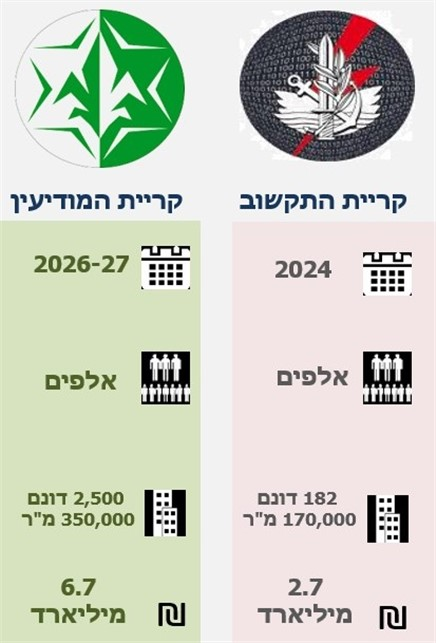 קריית התקשוב
2024
אלפים
182 דונם
170,000 מ"ר
2.7
מיליארד
₪
קריית המודיעין
2026-27
אלפים
2,500 דונם
350,000 מ"ר
6.7
מיליארד
₪